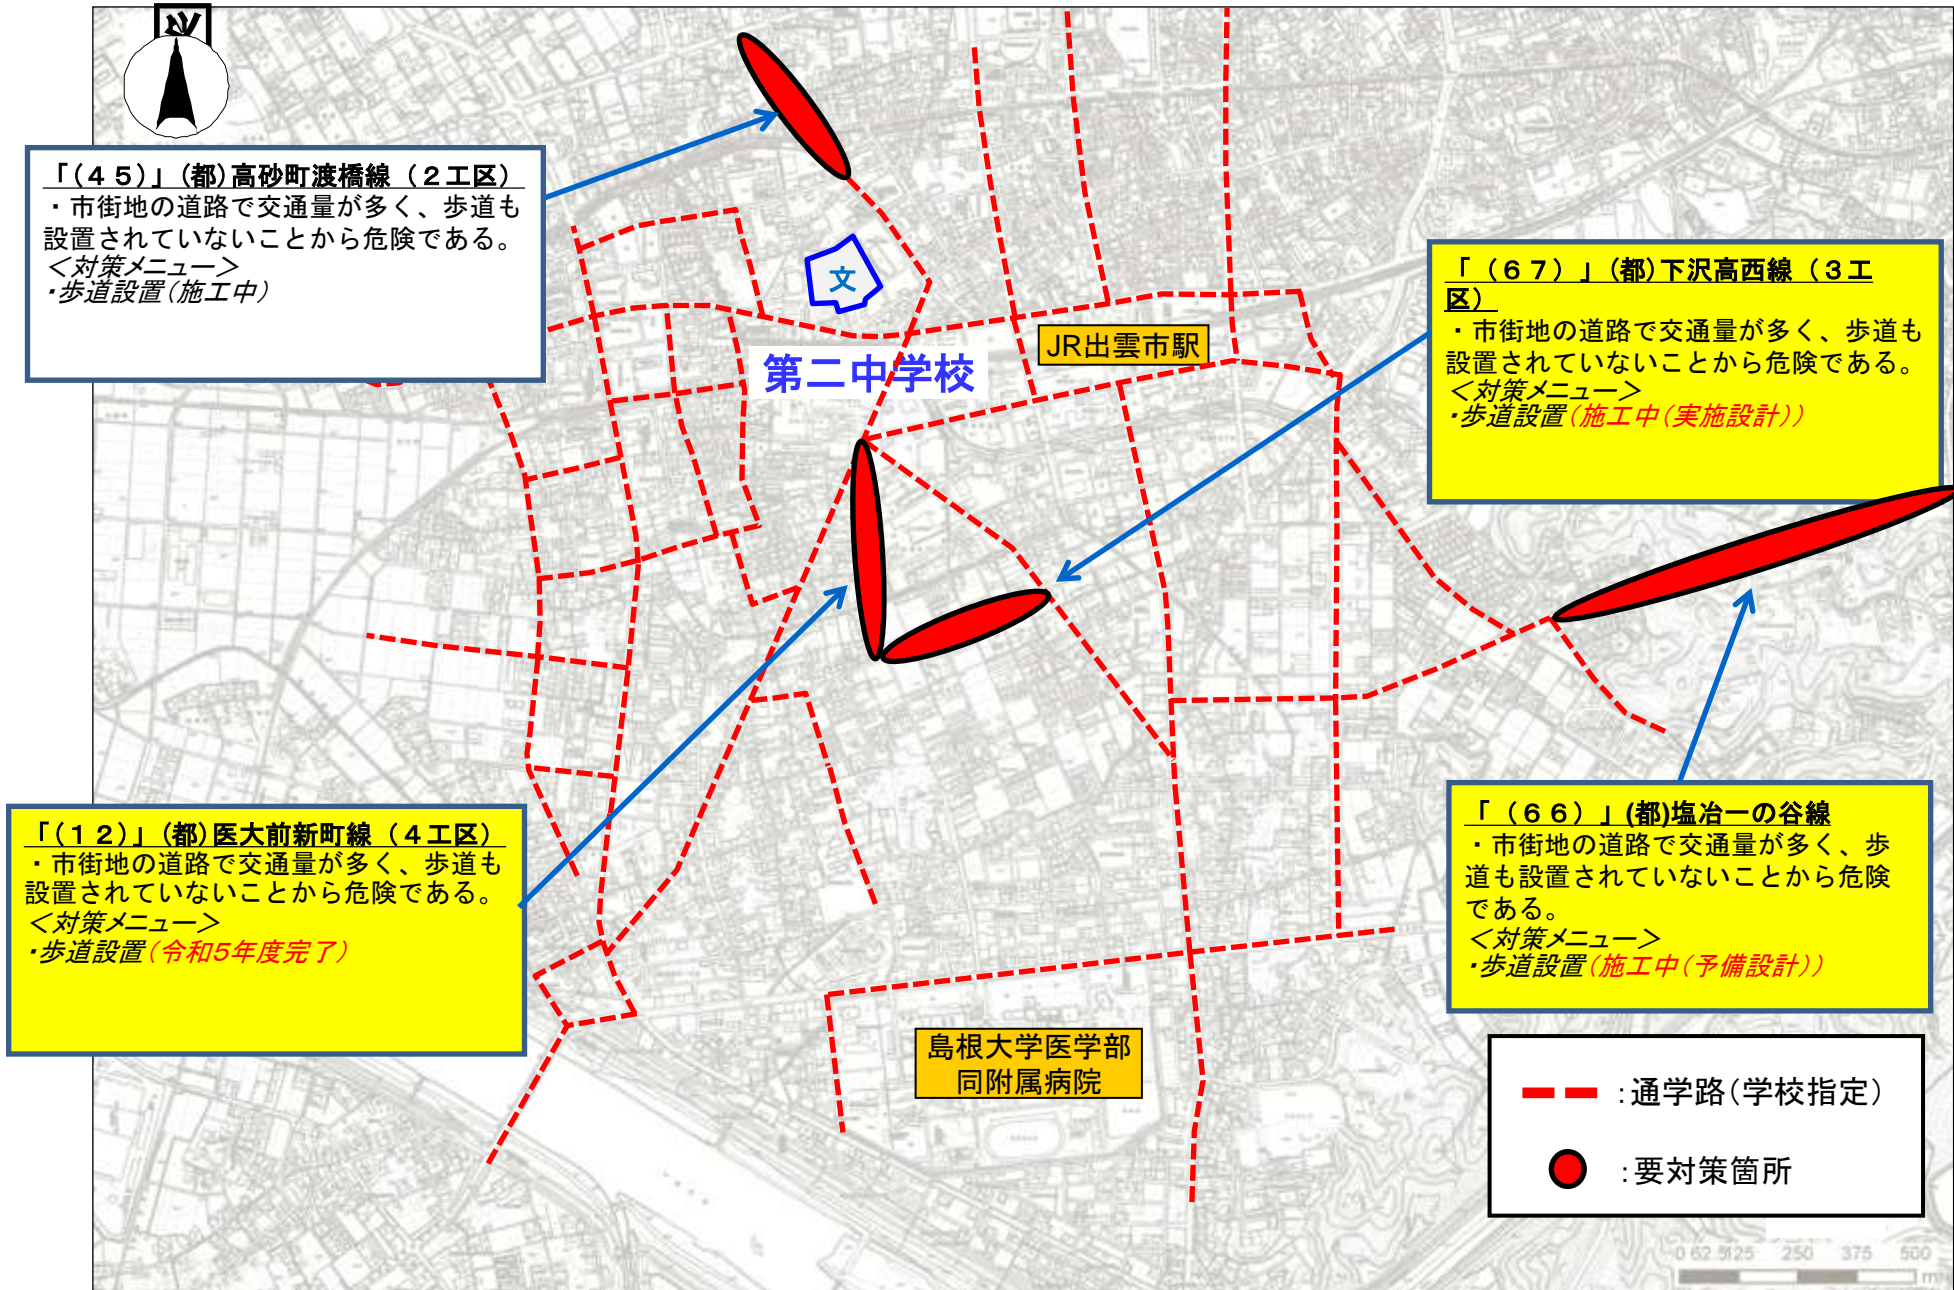 「(４５)」(都)高砂町渡橋線（２工区）
・市街地の道路で交通量が多く、歩道も
設置されていないことから危険である。
＜対策メニュー＞
・歩道設置(施工中)
「（６７）」(都)下沢高西線（３工
区）
・市街地の道路で交通量が多く、歩道も
設置されていないことから危険である。
＜対策メニュー＞
・歩道設置(施工中(実施設計))
文
第二中学校
JR出雲市駅
「(１２)」(都)医大前新町線（４工区）
・市街地の道路で交通量が多く、歩道も
設置されていないことから危険である。
＜対策メニュー＞
・歩道設置(令和5年度完了)
「（６６）」(都)塩冶一の谷線
・市街地の道路で交通量が多く、歩
道も設置されていないことから危険
である。
＜対策メニュー＞
・歩道設置(施工中(予備設計))
島根大学医学部
同附属病院
：通学路(学校指定)
：要対策箇所
0 62.5125 250 375 500
m